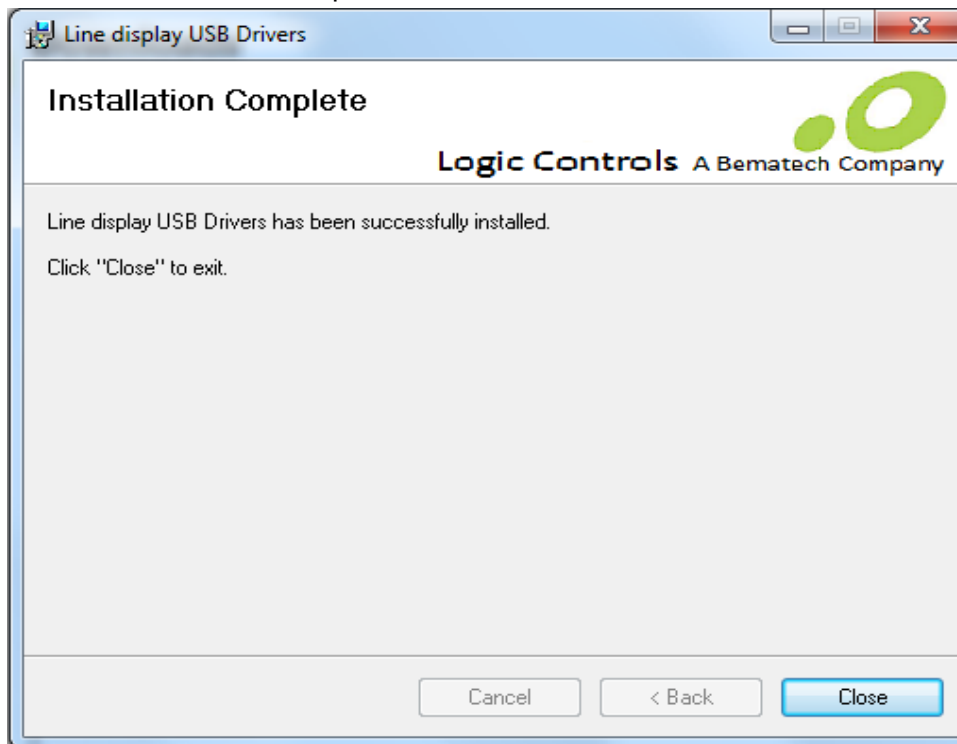 Line display USB Drivers
Installation Complete
Logic Controls A Bematech Company
Line display USB Drivers has been successfully installed.
Click "Close" to exit.
Cancel
< Back
Close